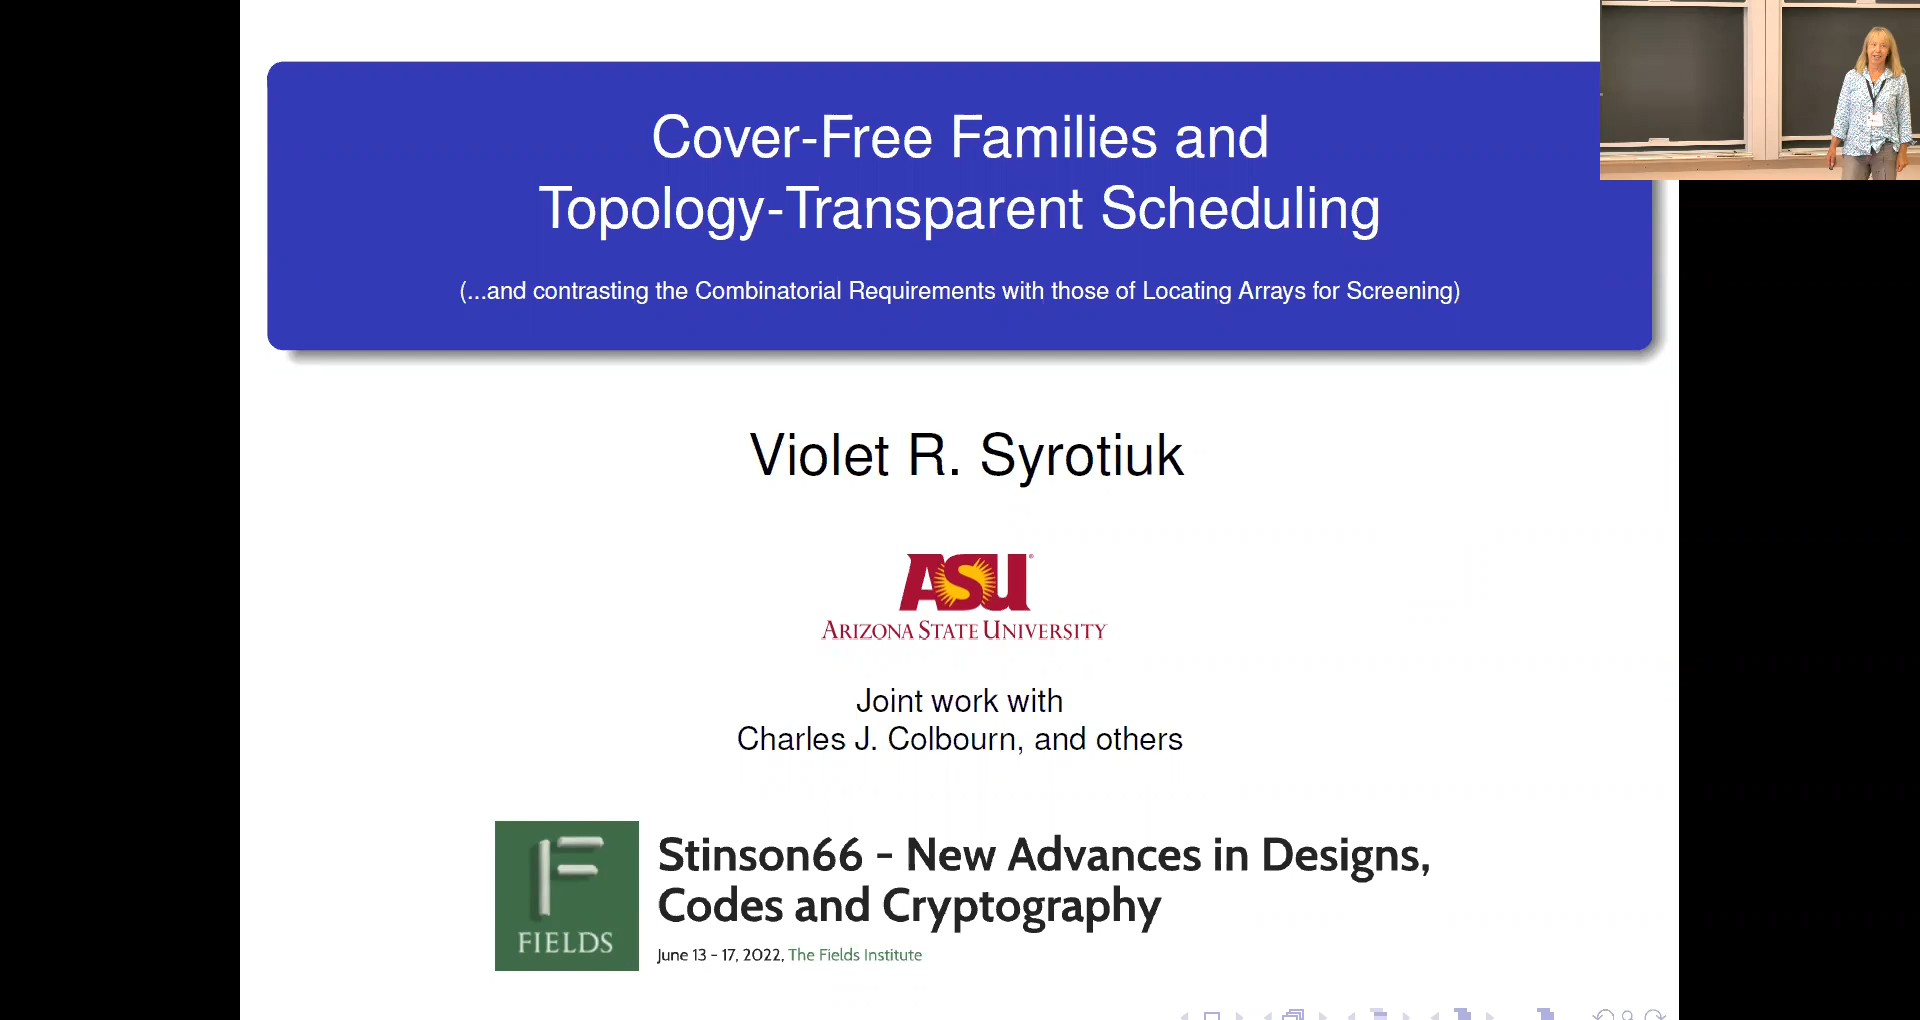 Cover-Free Families and
Topology-Transparent Scheduling
(...and contrasting the Combinatorial Requirements with those of Locating Arrays for Screening)
Violet R. Syrotiuk
ASU
ARIZONA STATE UNIVERSITY
Joint work with
Charles J. Colbourn, and others
FIELDS
Stinson66 - New Advances in Designs,
Codes and Cryptography
June 13 - 17, 2022, The Fields Institute